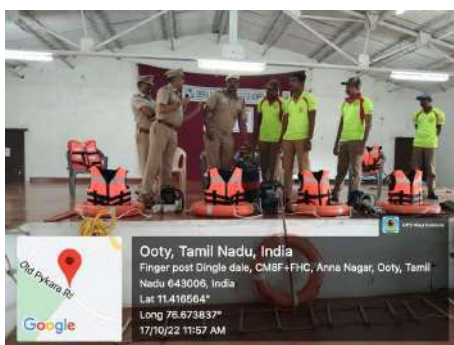 GPS Map Camera
Old Pykara Rd
Google
Ooty, Tamil Nadu, India
Finger post Dingle dale, CM8F+FHC, Anna Nagar, Ooty, Tamil
Nadu 643006, India
Lat 11.416564°
Long 76.673837°
17/10/22 11:57 AM